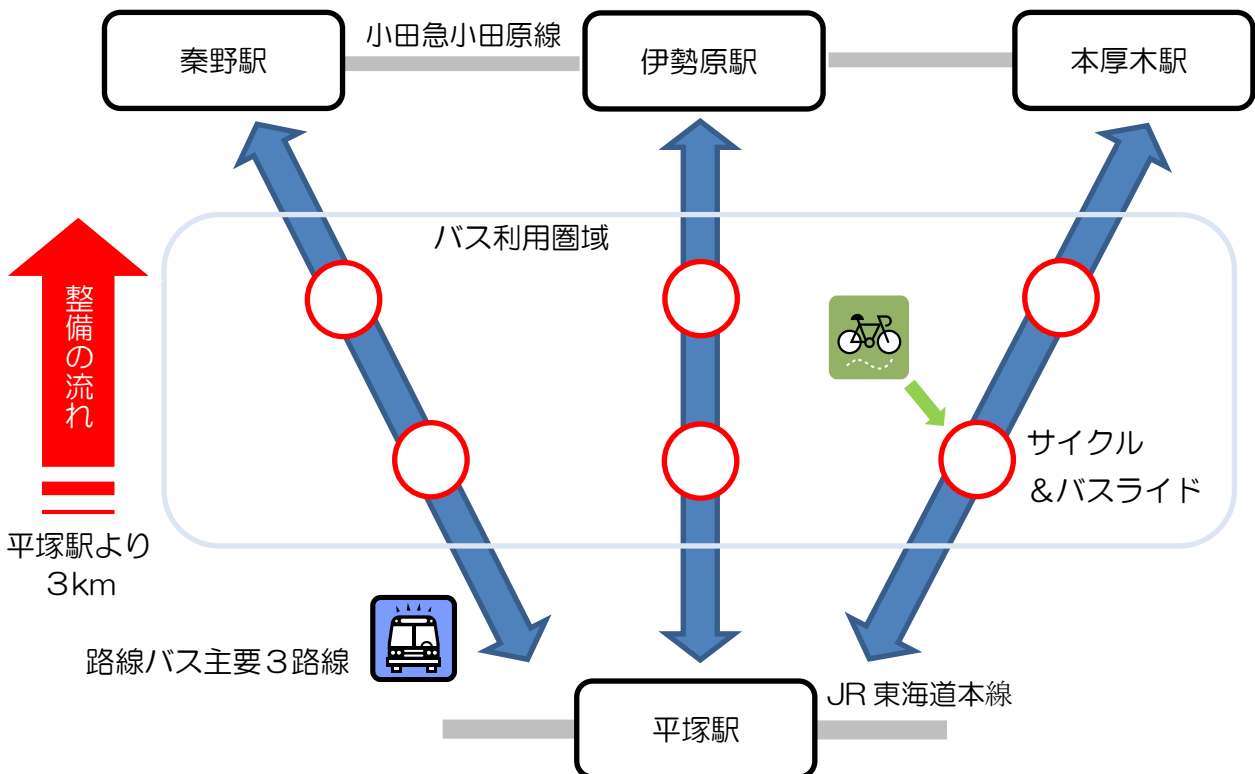 小田急小田原線
秦野駅
伊勢原駅
本厚木駅
バス利用圏域
整備の流れ
サイクル
&バスライド
平塚駅より
3km
路線バス主要3路線
JR 東海道本線
平塚駅